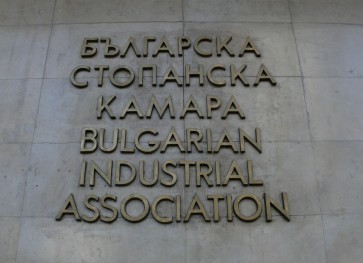 БЪЛГАРСКА
СТОПАНСКА
КАМАРА
BULGARIAN
INDUSTRIAL
ASSOCIATION